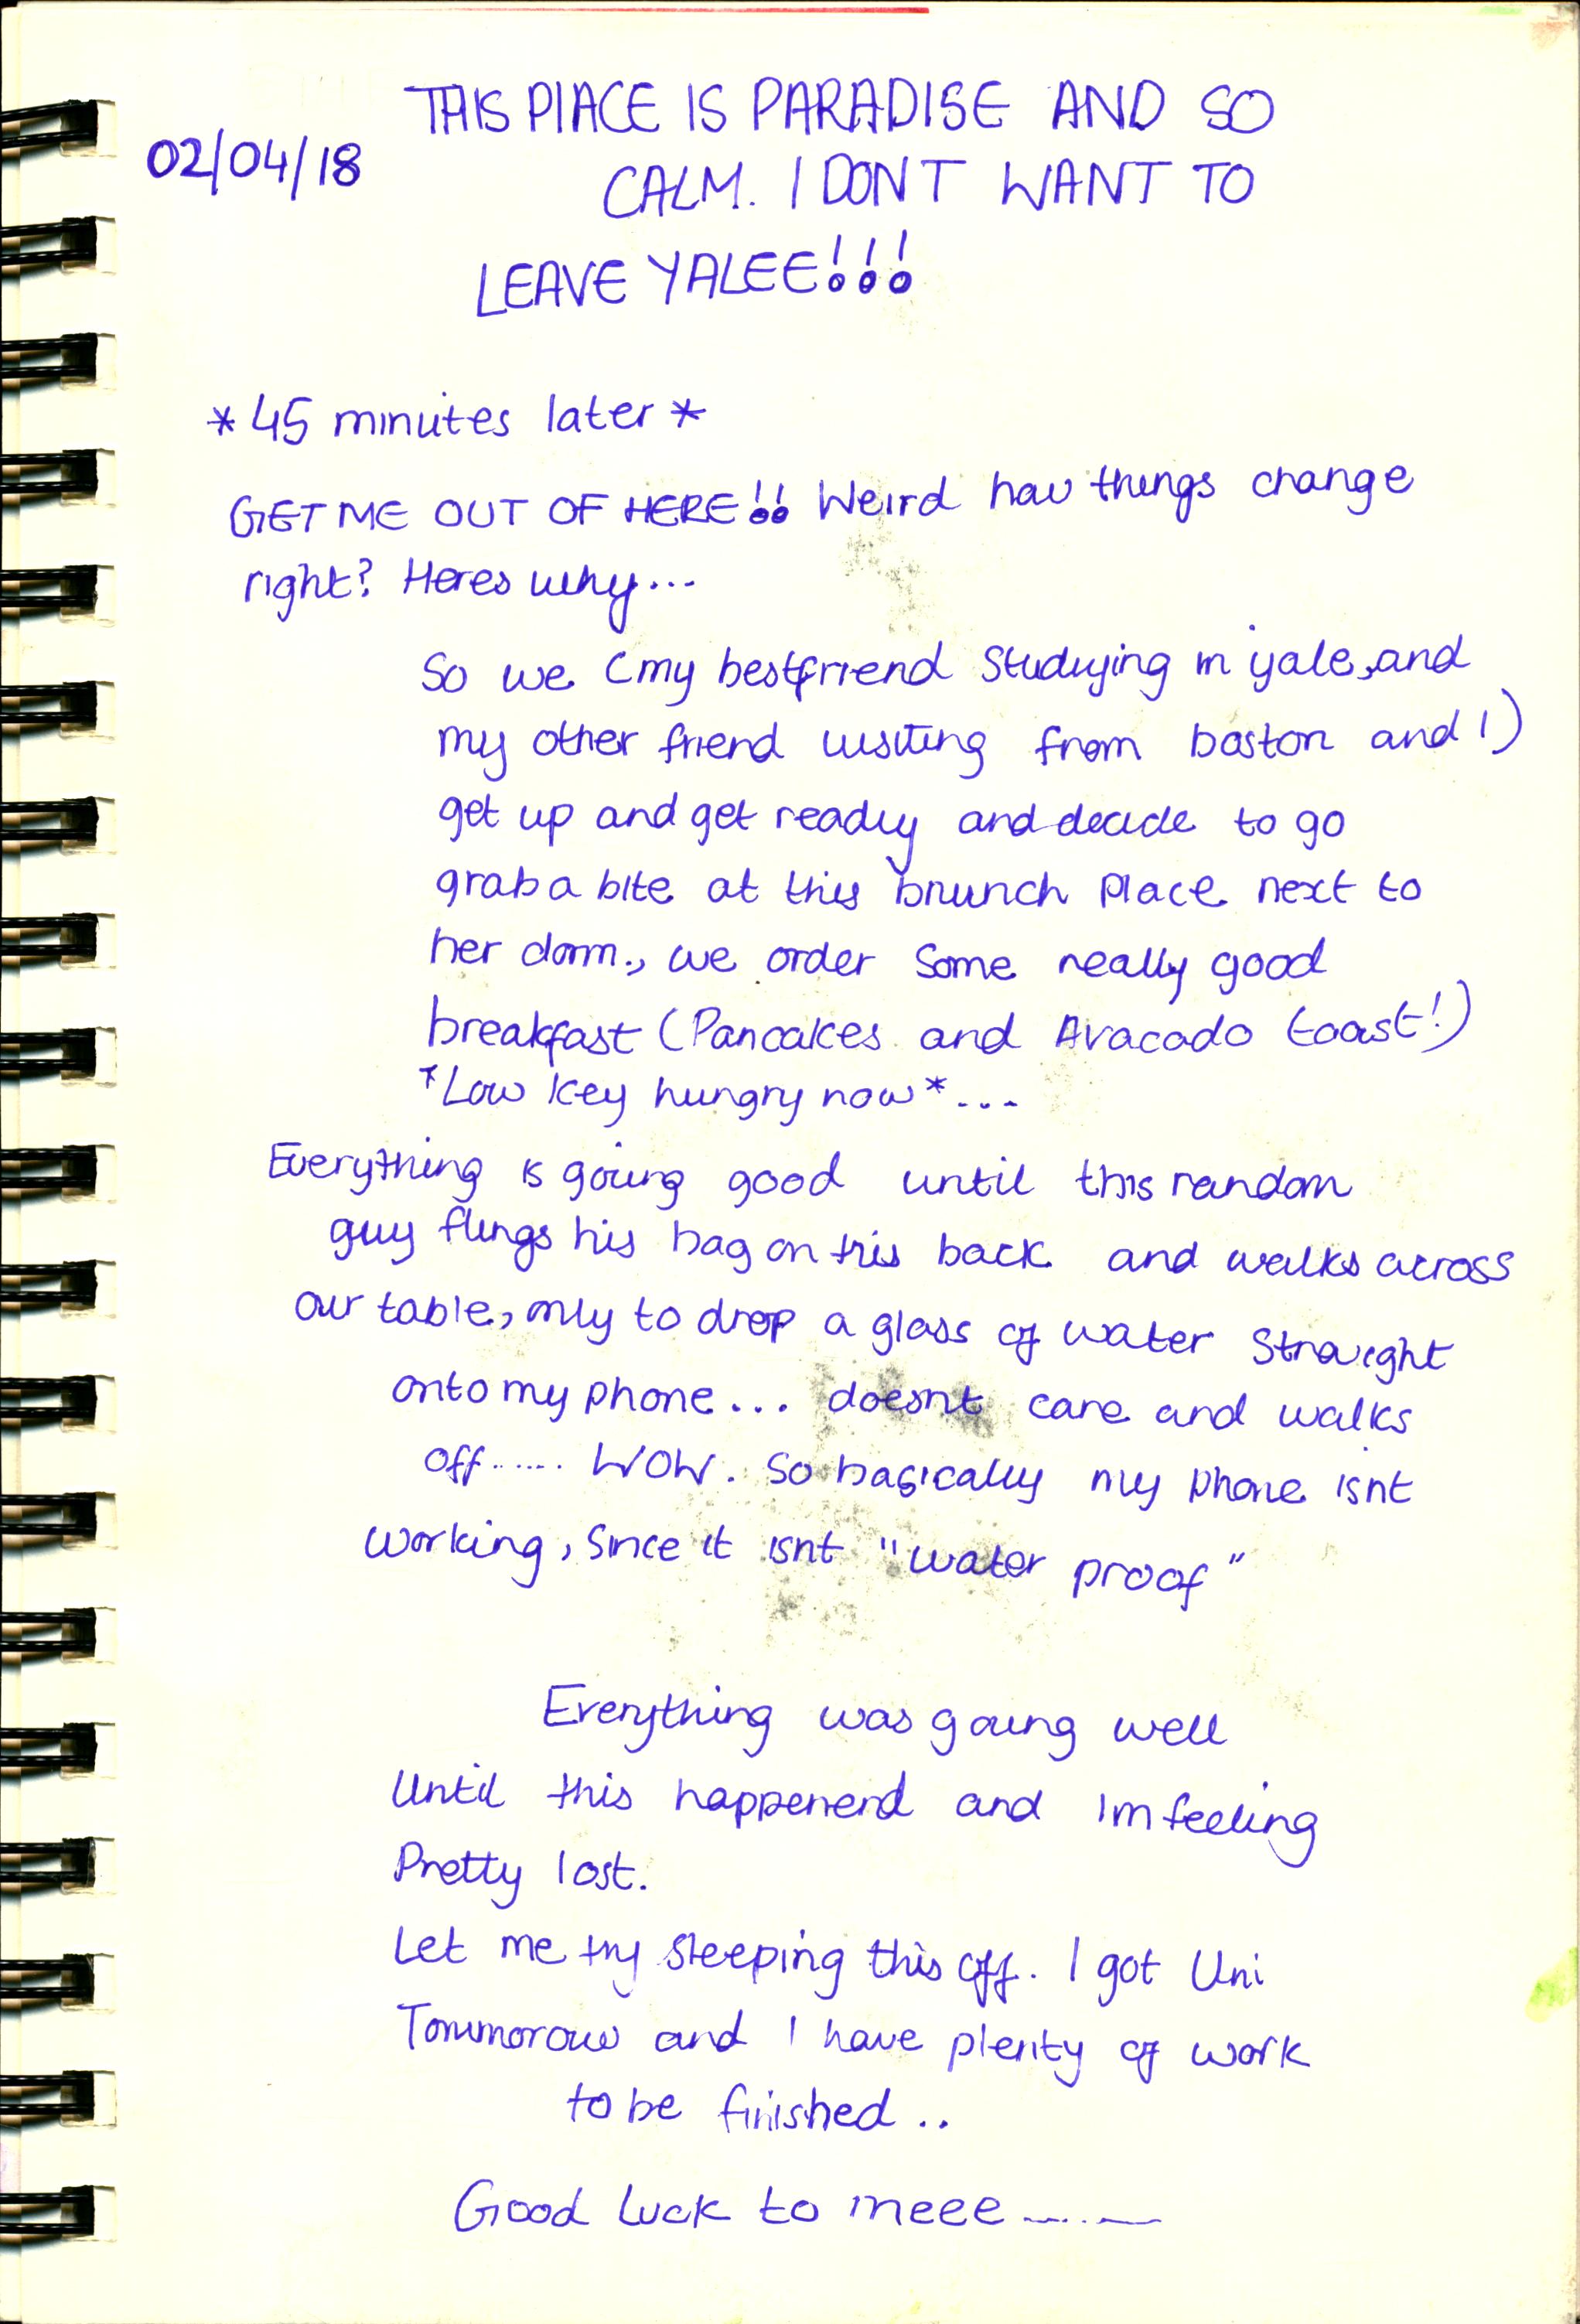 THIS PLACE IS PARADISE AND SO
02/04/18
CALM. I DONT WANT TO
LEAVE YALEE!!!
*45 minutes later*
GET ME OUT OF HERE!! Weird how things change
right? Heres why...
So we (my bestfriend studying in yale, and
my other friend visiting from boston and I)
get up and get ready and decide to go
grab a bite at this brunch place next to
her dorm., we order some really good
breakfast (Pancakes and Avacado toast!)
*Low key hungry now*...
Everything is going good until this random
guy flings his bag on his back and walks across
our table, only to drop a glass of water straight
onto my phone... doesnt care and walks
off...... WOW. So basically my phone isnt
working, since it isnt "water proof"
Everything was going well
Until this happenend and Im feeling
Pretty lost.
Let me try sleeping this off. I got Uni
Tommorow and I have plenty of work
to be finished..
Good luck to meee......